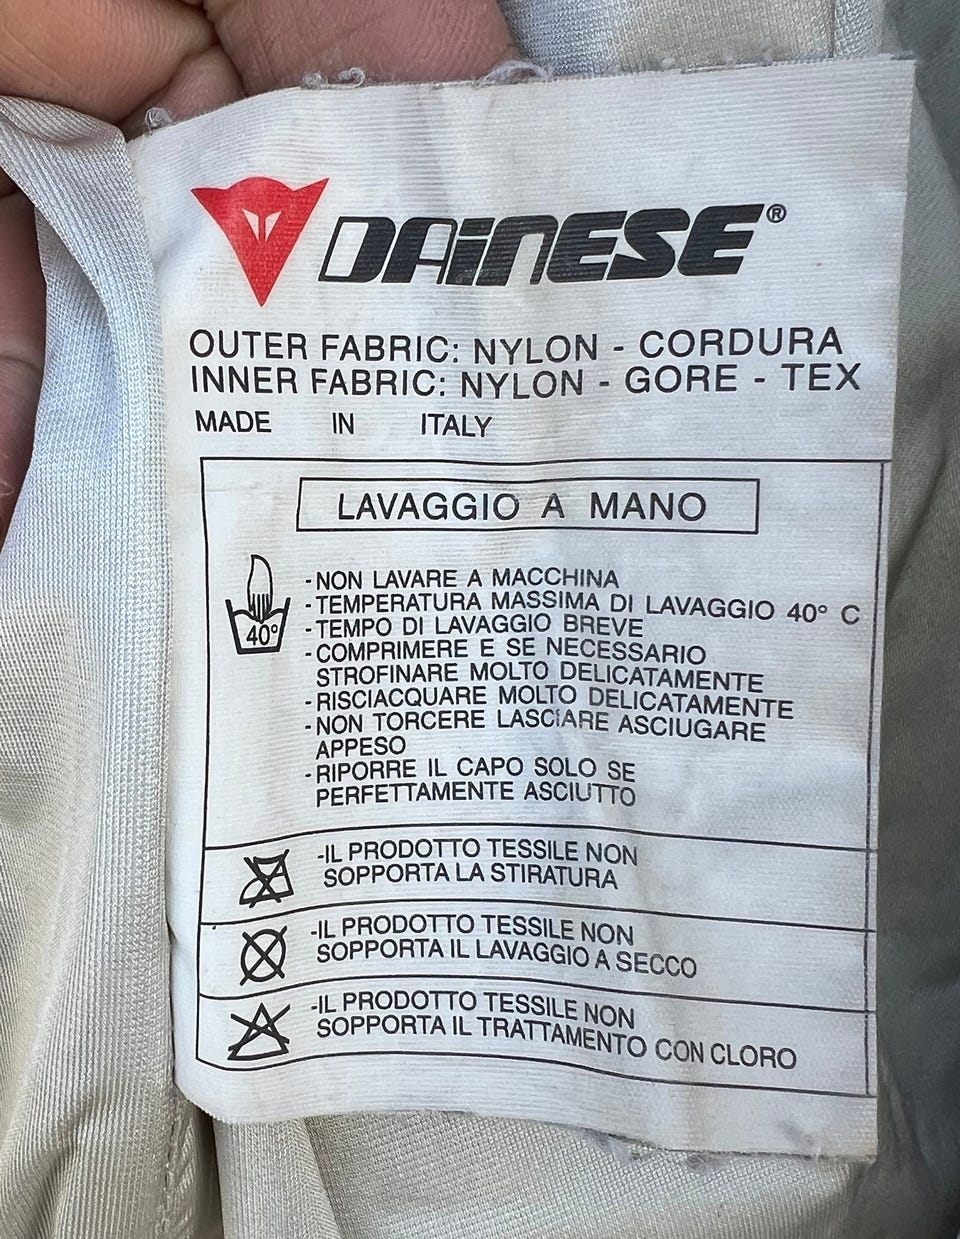 DAINESE®
OUTER FABRIC: NYLON - CORDURA
INNER FABRIC: NYLON - GORE - TEX
MADE IN ITALY
LAVAGGIO A MANO
40°
-NON LAVARE A MACCHINA
-TEMPERATURA MASSIMA DI LAVAGGIO 40° C
-TEMPO DI LAVAGGIO BREVE
-COMPRIMERE E SE NECESSARIO
STROFINARE MOLTO DELICATAMENTE
-RISCIACQUARE MOLTO DELICATAMENTE
-NON TORCERE LASCIARE ASCIUGARE
APPESO
-RIPORRE IL CAPO SOLO SE
PERFETTAMENTE ASCIUTTO
-IL PRODOTTO TESSILE NON
SOPPORTA LA STIRATURA
-IL PRODOTTO TESSILE NON
SOPPORTA IL LAVAGGIO A SECCO
-IL PRODOTTO TESSILE NON
SOPPORTA IL TRATTAMENTO CON CLORO